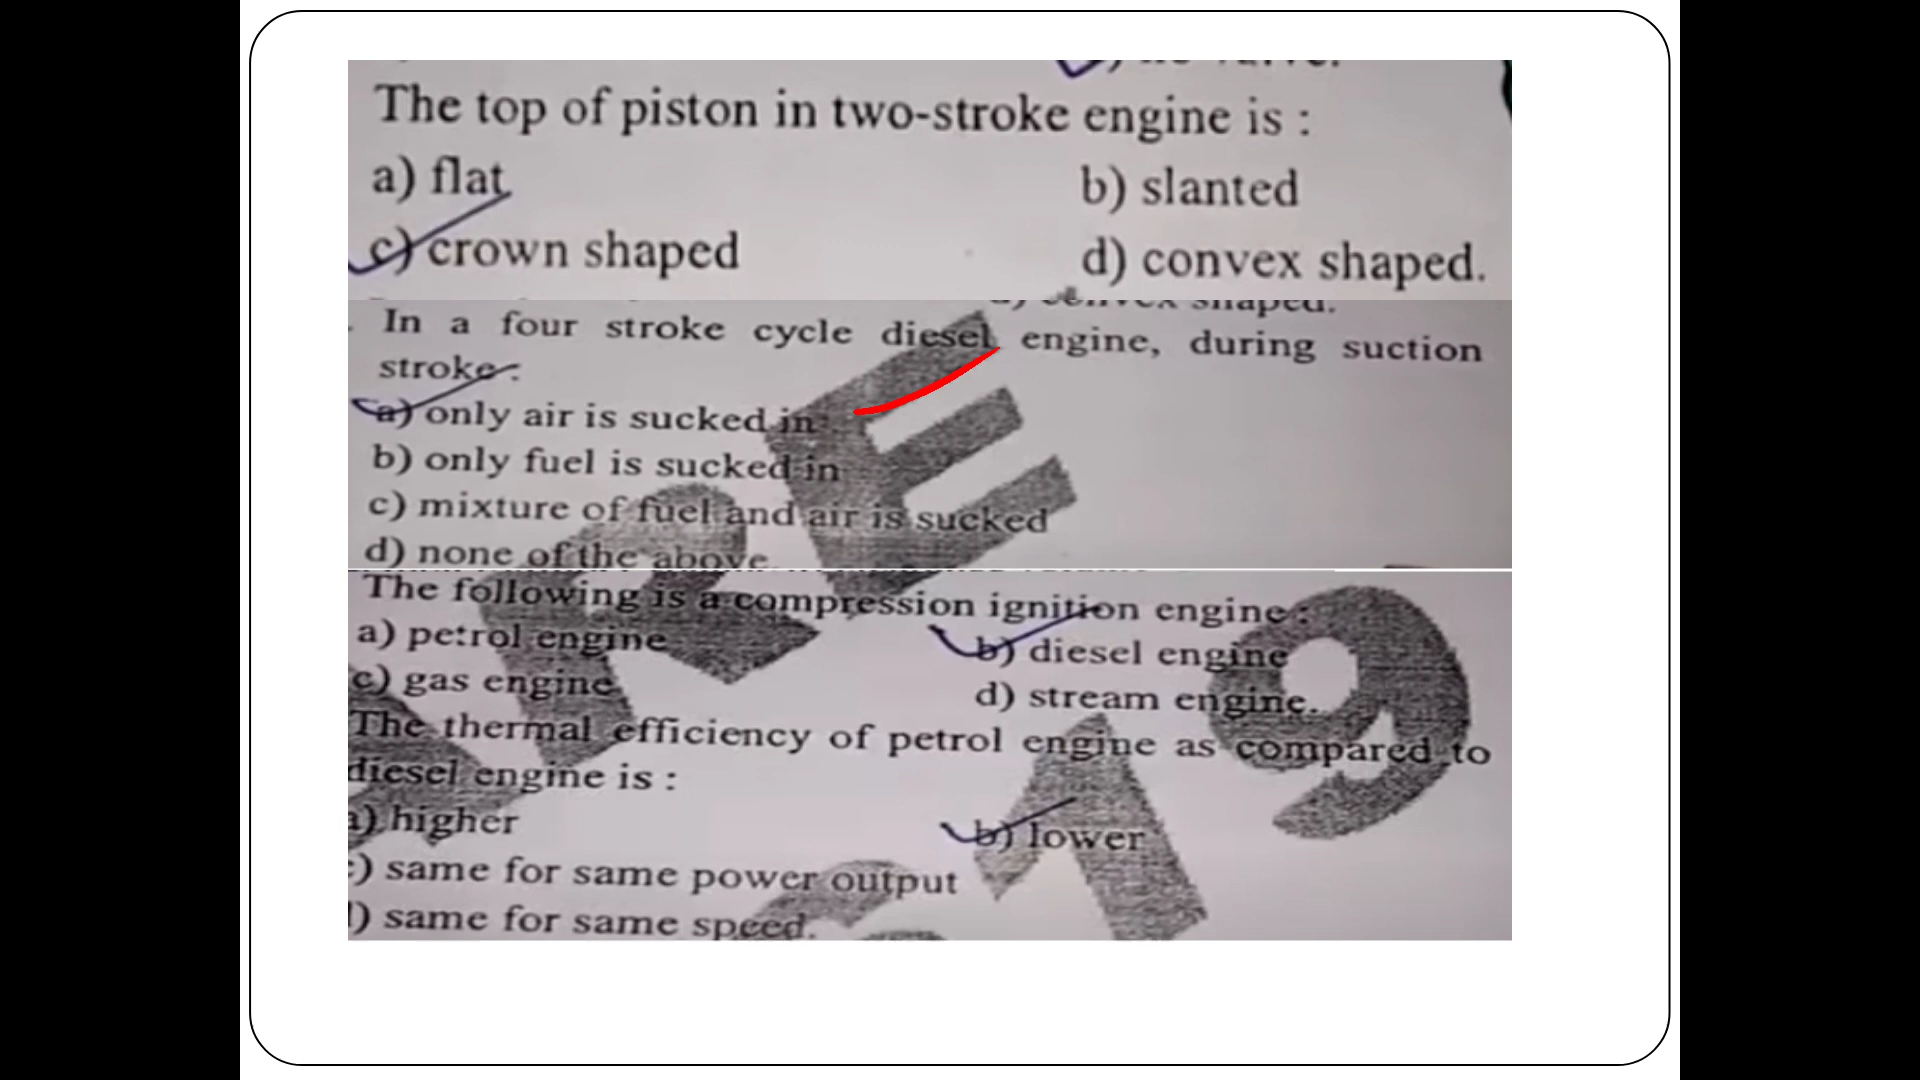 The top of piston in two-stroke engine is :
a) flat b) slanted
c) crown shaped d) convex shaped.
d) convex shaped.
In a four stroke cycle diesel engine, during suction
stroke :
a) only air is sucked in
b) only fuel is sucked in
c) mixture of fuel and air is sucked
d) none of the above.
The following is a compression ignition engine :
a) petrol engine b) diesel engine
c) gas engine d) stream engine.
The thermal efficiency of petrol engine as compared to
diesel engine is :
a) higher b) lower
c) same for same power output
d) same for same speed.